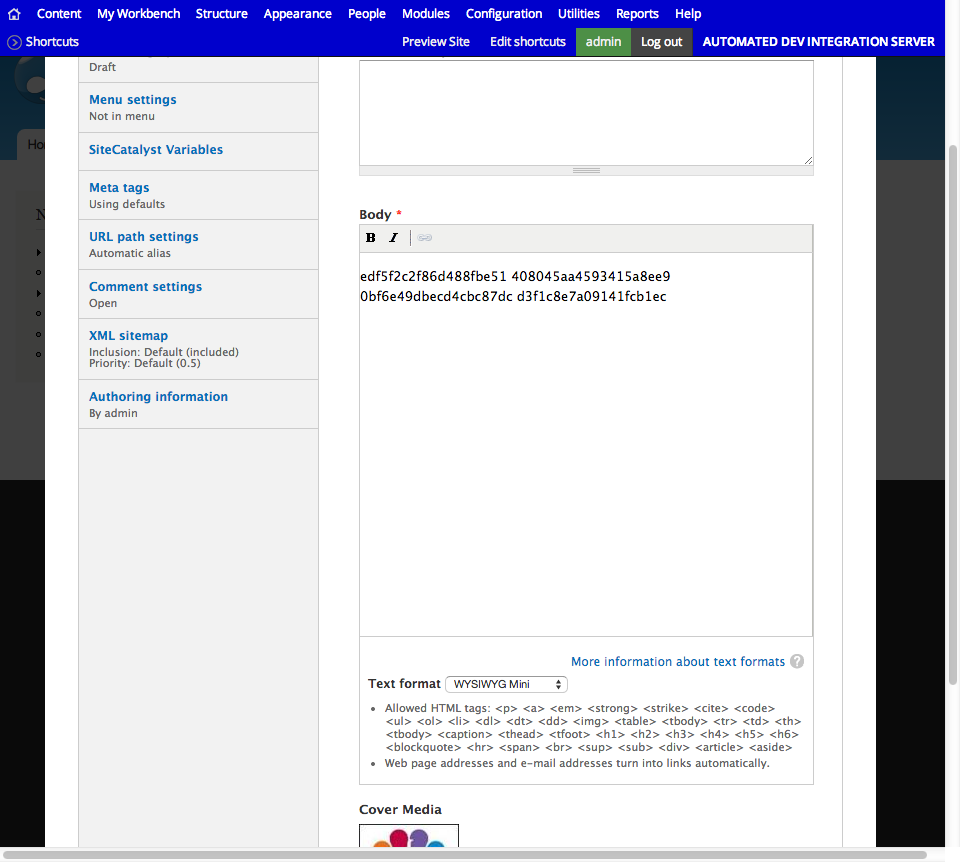 Content My Workbench Structure Appearance People Modules Configuration Utilities Reports Help
Shortcuts Preview Site Edit shortcuts admin Log out AUTOMATED DEV INTEGRATION SERVER
Draft
Menu settings
Not in menu
SiteCatalyst Variables
Meta tags
Using defaults
URL path settings
Automatic alias
Comment settings
Open
XML sitemap
Inclusion: Default (included)
Priority: Default (0.5)
Authoring information
By admin
Body *
B I
edf5f2c2f86d488fbe51 408045aa4593415a8ee9
0bf6e49dbecd4cbc87dc d3f1c8e7a09141fcb1ec
More information about text formats ?
Text format WYSIWYG Mini
• Allowed HTML tags: <p> <a> <em> <strong> <strike> <cite> <code>
<ul> <ol> <li> <dl> <dt> <dd> <img> <table> <tbody> <tr> <td> <th>
<tbody> <caption> <thead> <tfoot> <h1> <h2> <h3> <h4> <h5> <h6>
<blockquote> <hr> <span> <br> <sup> <sub> <div> <article> <aside>
• Web page addresses and e-mail addresses turn into links automatically.
Cover Media